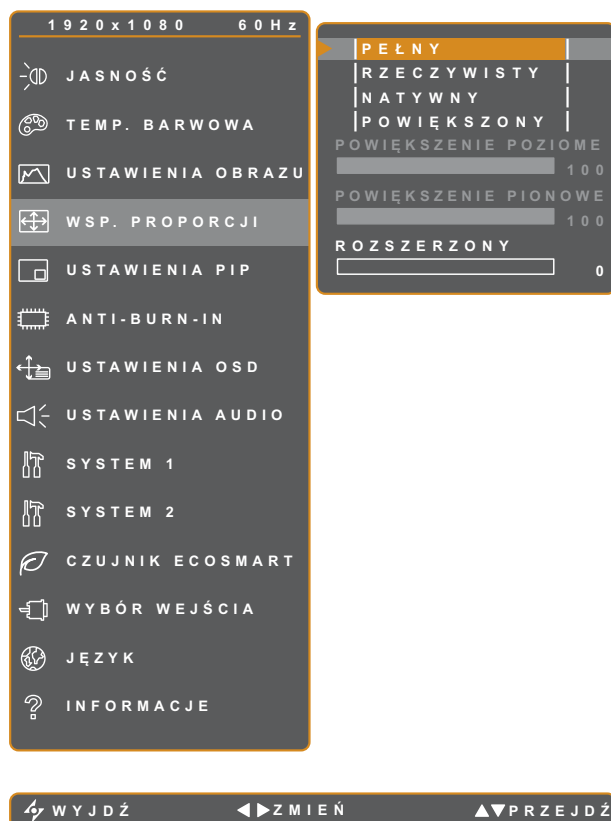 1920x1080 60Hz
JASNOŚĆ
TEMP. BARWOWA
USTAWIENIA OBRAZU
WSP. PROPORCJI
USTAWIENIA PIP
ANTI-BURN-IN
USTAWIENIA OSD
USTAWIENIA AUDIO
SYSTEM 1
SYSTEM 2
CZUJNIK ECOSMART
WYBÓR WEJŚCIA
JĘZYK
INFORMACJE
PEŁNY
RZECZYWISTY
NATYWNY
POWIĘKSZONY
POWIĘKSZENIE POZIOME
100
POWIĘKSZENIE PIONOWE
100
ROZSZERZONY
0
WYJDŹ ZMIEŃ PRZEJDŹ